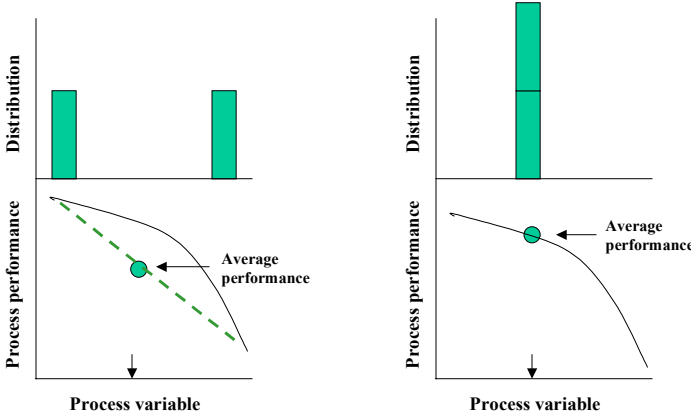 Distribution
Process performance
Average
performance
Process variable
Distribution
Process performance
Average
performance
Process variable